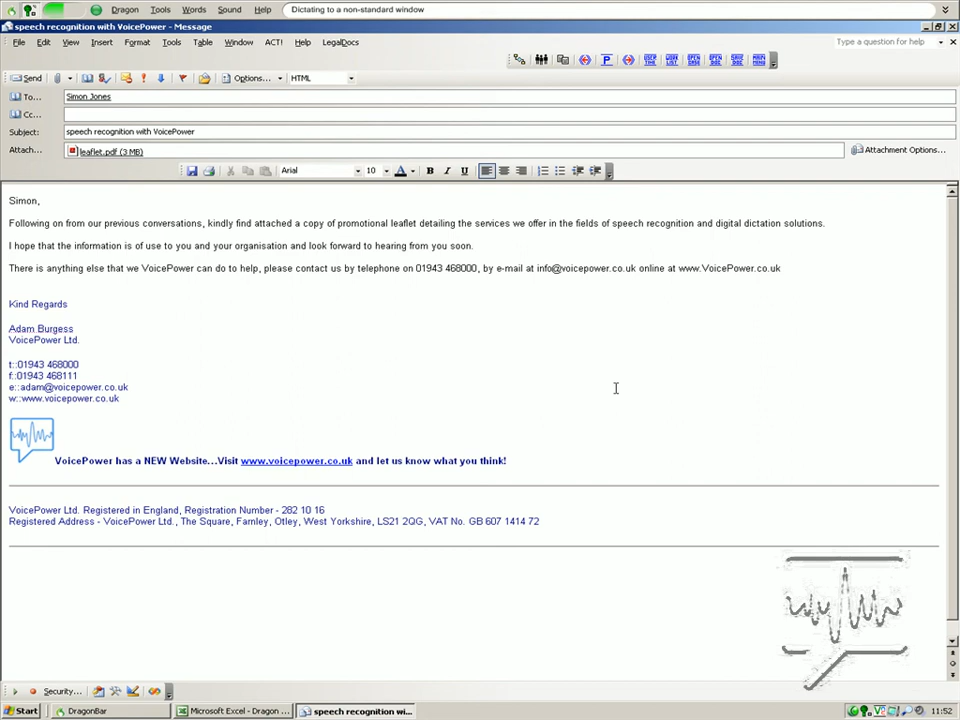 Dragon Tools Words Sound Help Dictating to a non-standard window
speech recognition with VoicePower - Message
File Edit View Insert Format Tools Table Window ACT! Help LegalDocs Type a question for help
Send Options... HTML
To... Simon Jones
Cc...
Subject: speech recognition with VoicePower
Attach... leaflet.pdf (3 MB) Attachment Options...
Arial 10 A B I U
Simon,
Following on from our previous conversations, kindly find attached a copy of promotional leaflet detailing the services we offer in the fields of speech recognition and digital dictation solutions.
I hope that the information is of use to you and your organisation and look forward to hearing from you soon.
There is anything else that we VoicePower can do to help, please contact us by telephone on 01943 468000, by e-mail at info@voicepower.co.uk online at www.VoicePower.co.uk
Kind Regards
Adam Burgess
VoicePower Ltd.
t::01943 468000
f::01943 468111
e::adam@voicepower.co.uk
w::www.voicepower.co.uk
VoicePower has a NEW Website...Visit www.voicepower.co.uk and let us know what you think!
VoicePower Ltd. Registered in England, Registration Number - 282 10 16
Registered Address - VoicePower Ltd., The Square, Farnley, Otley, West Yorkshire, LS21 2QG, VAT No. GB 607 1414 72
Security...
Start DragonBar Microsoft Excel - Dragon ... speech recognition wi... 11:52